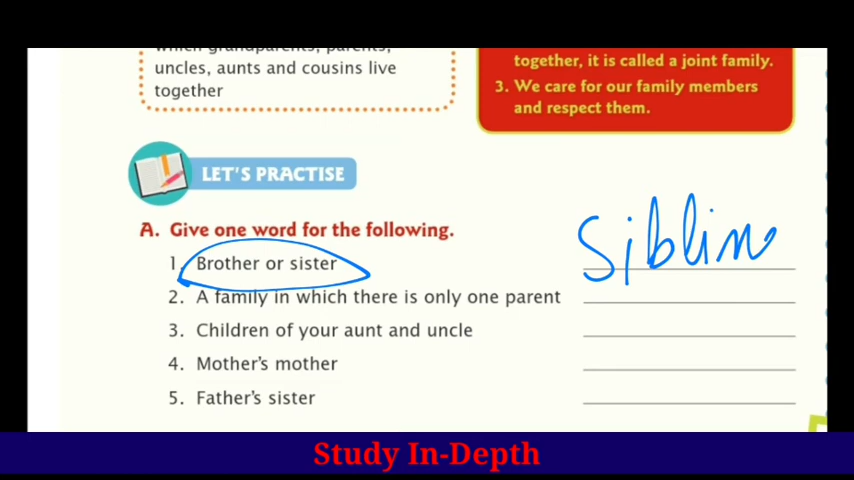 which grandparents, parents,
uncles, aunts and cousins live
together
together, it is called a joint family.
3. We care for our family members
and respect them.
LET'S PRACTISE
A. Give one word for the following.
1. Brother or sister Siblin
2. A family in which there is only one parent
3. Children of your aunt and uncle
4. Mother's mother
5. Father's sister
Study In-Depth